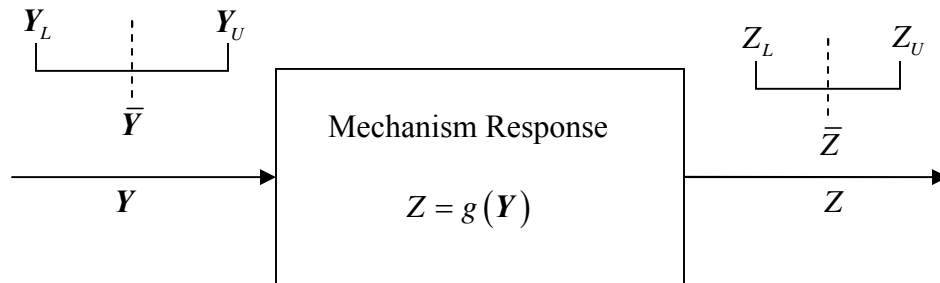 Y_L Y_U
Ȳ
Y
Mechanism Response
Z = g(Y)
Z_L Z_U
Z̄
Z